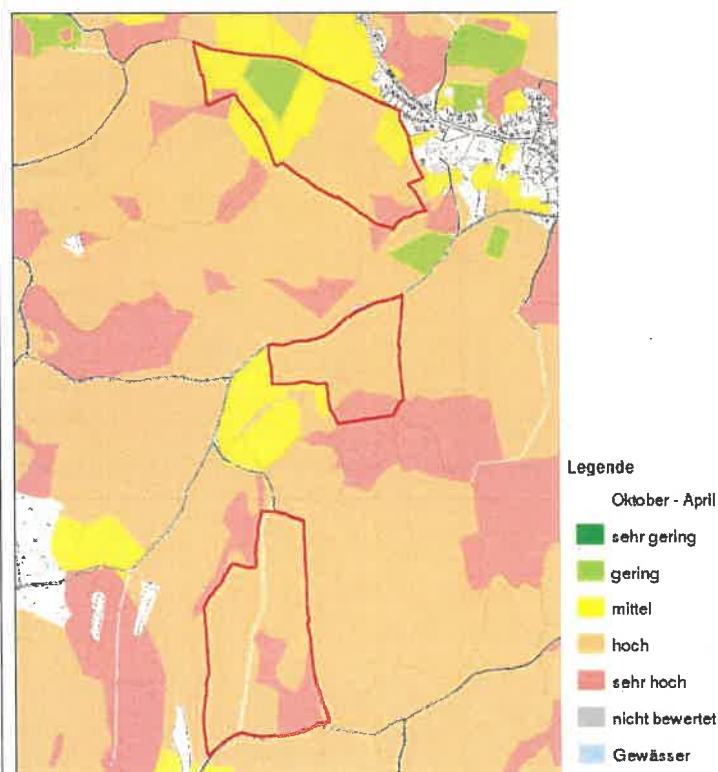 Legende
Oktober - April
sehr gering
gering
mittel
hoch
sehr hoch
nicht bewertet
Gewässer